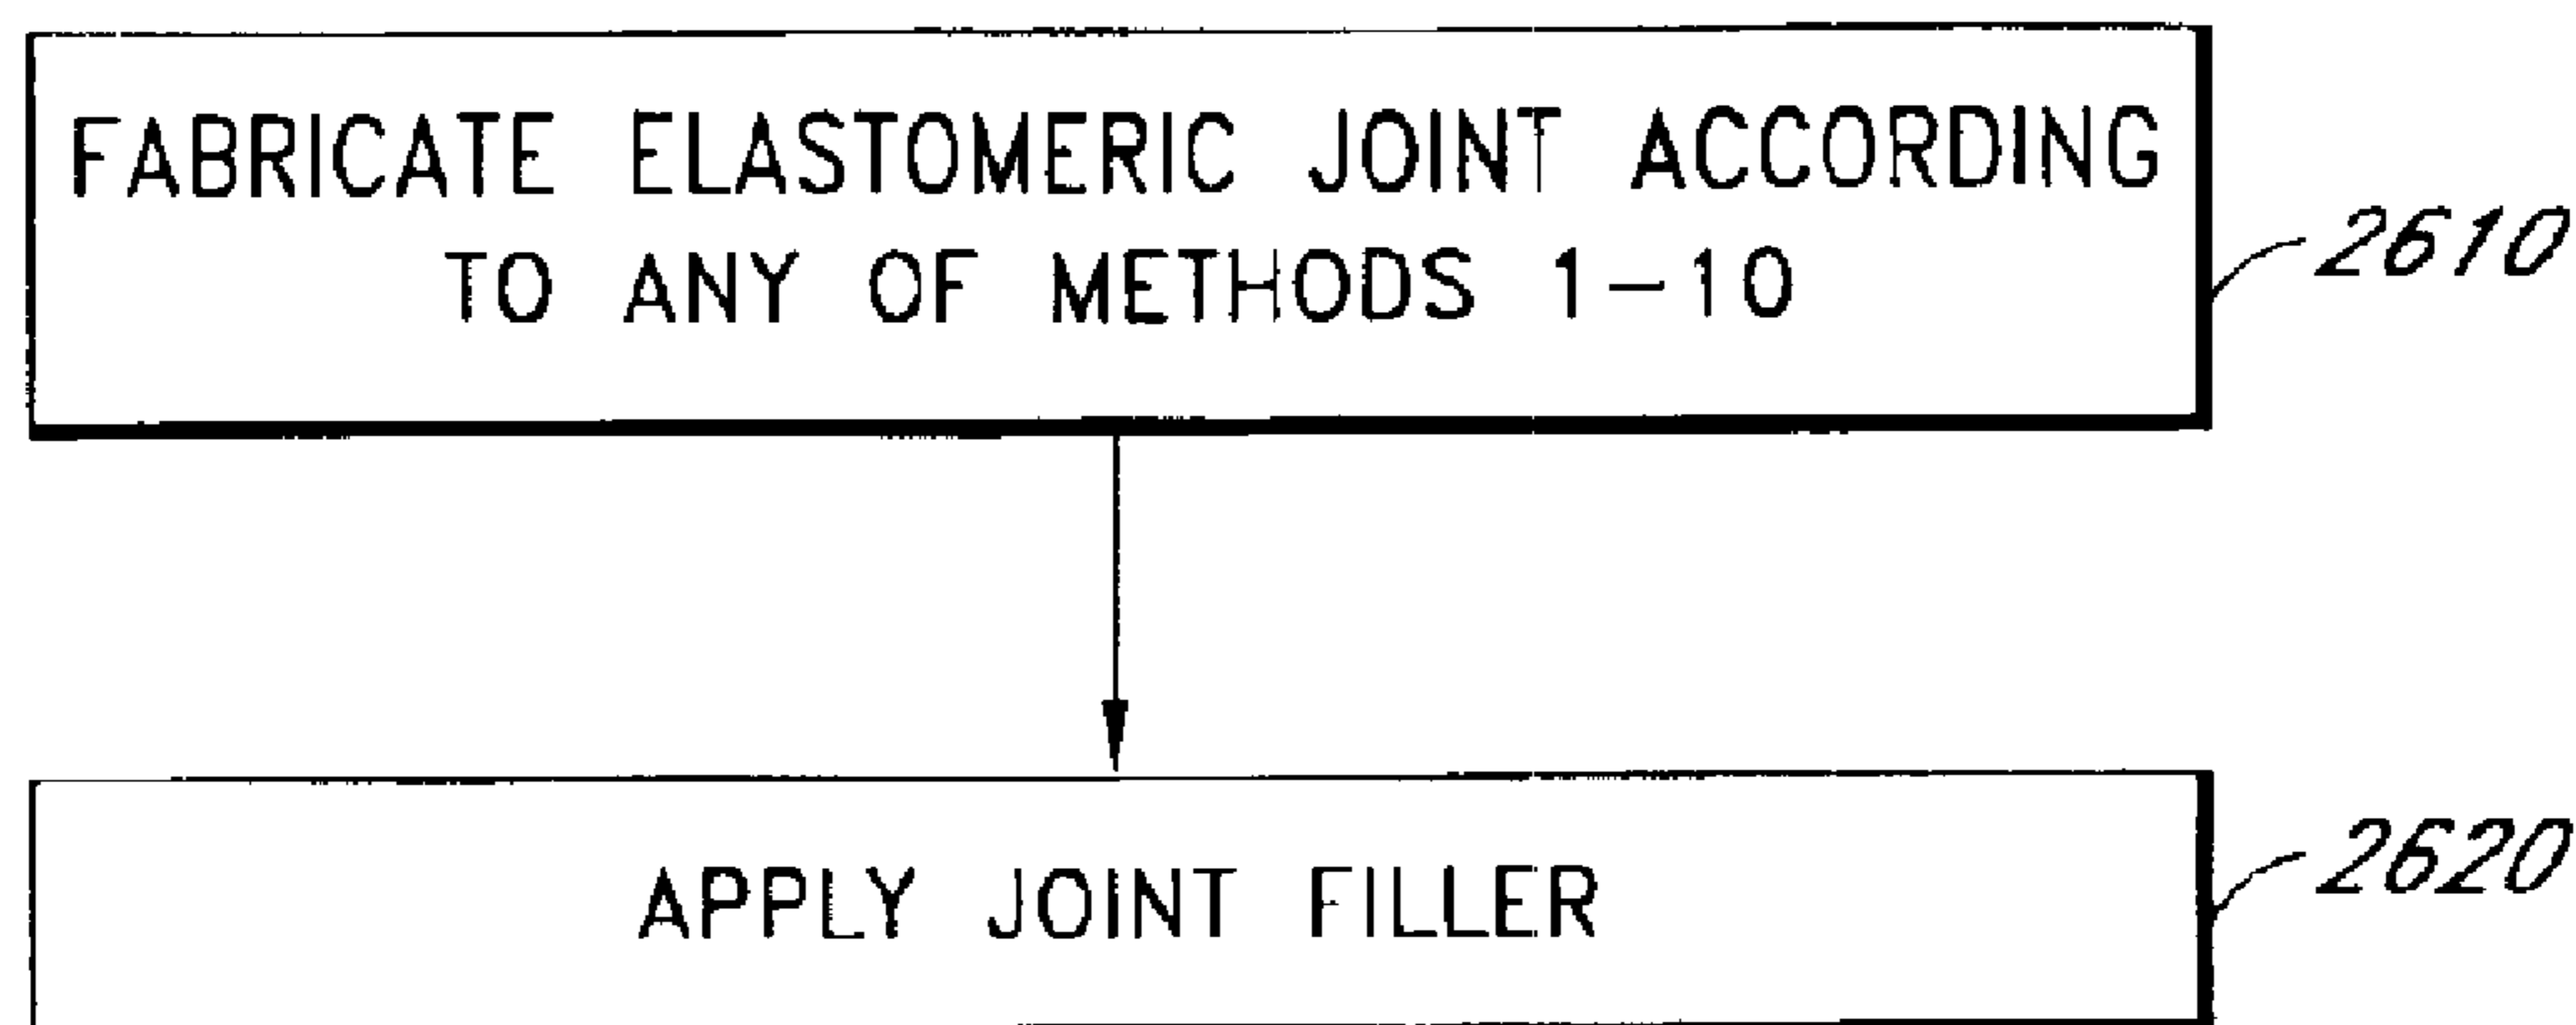 FABRICATE ELASTOMERIC JOINT ACCORDING
TO ANY OF METHODS 1-10
2610
APPLY JOINT FILLER
2620